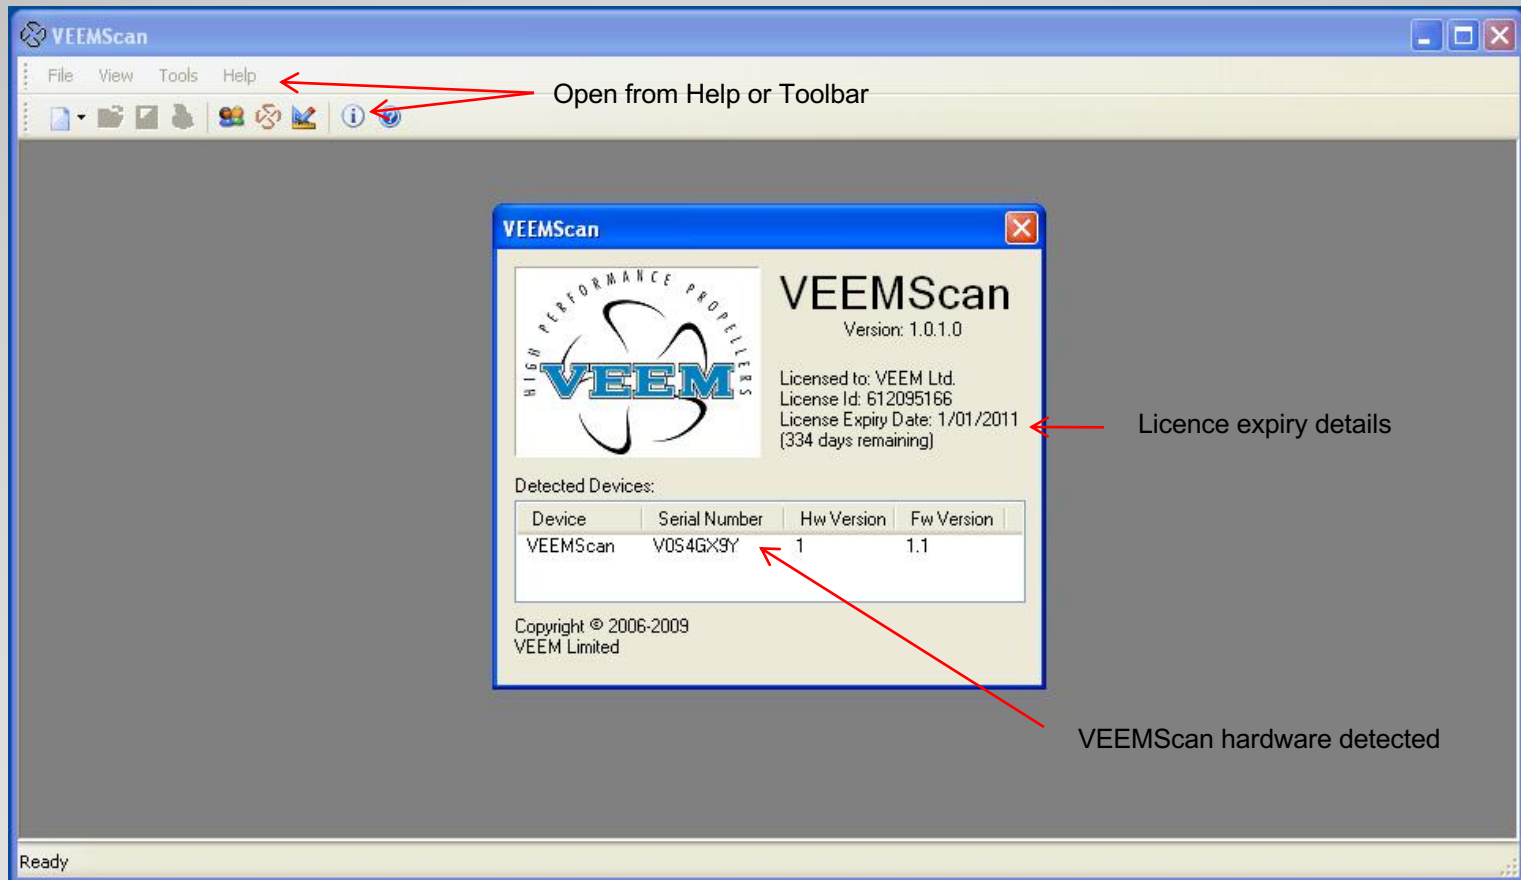 VEEMScan
File View Tools Help
Open from Help or Toolbar
VEEMScan
HIGH PERFORMANCE PROPELLERS
VEEM
VEEMScan
Version: 1.0.1.0
Licensed to: VEEM Ltd.
License Id: 612095166
License Expiry Date: 1/01/2011
(334 days remaining)
Licence expiry details
Detected Devices:
Device Serial Number Hw Version Fw Version
VEEMScan V0S4GX9Y 1 1.1
Copyright © 2006-2009
VEEM Limited
VEEMScan hardware detected
Ready